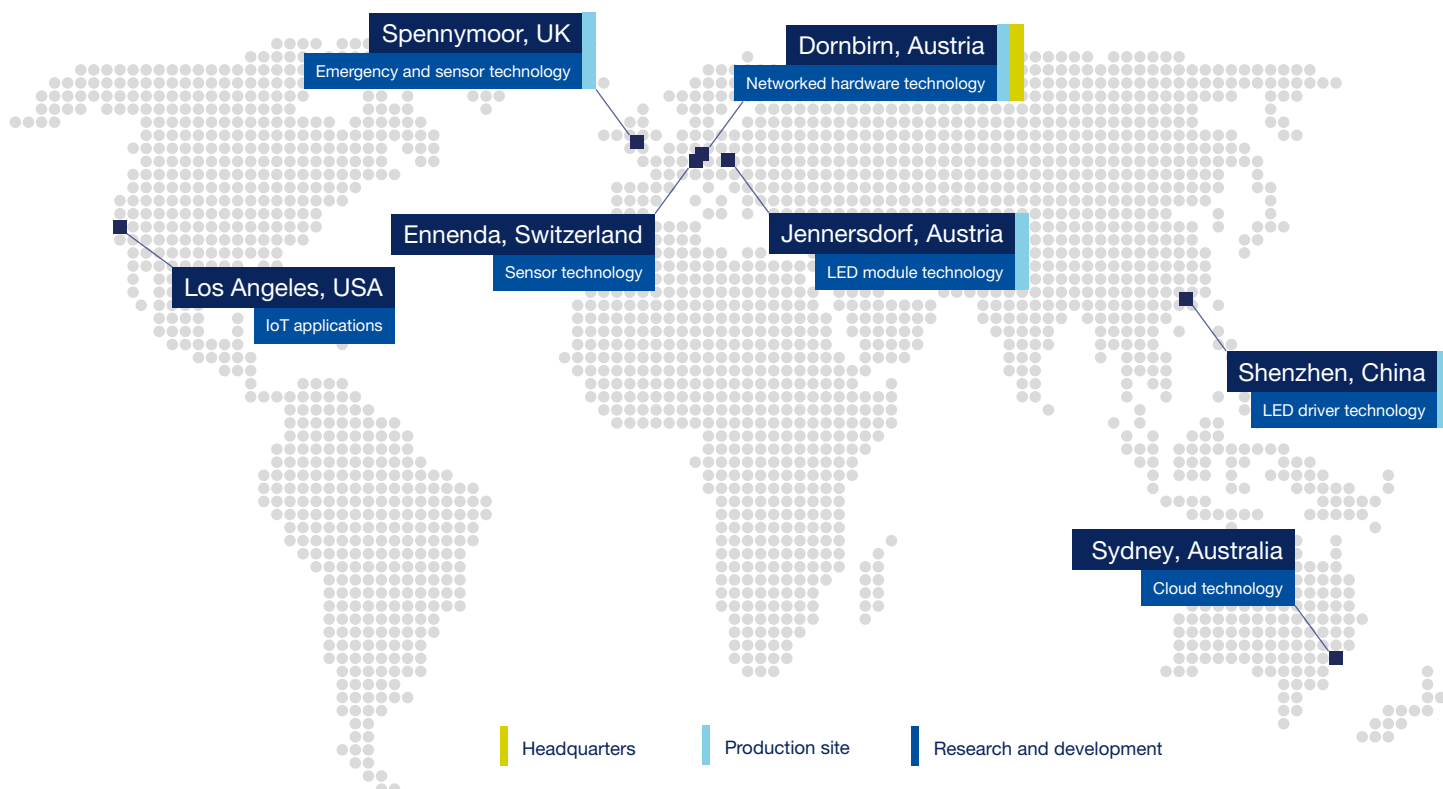 Spennymoor, UK
Emergency and sensor technology
Dornbirn, Austria
Networked hardware technology
Ennenda, Switzerland
Sensor technology
Jennersdorf, Austria
LED module technology
Los Angeles, USA
IoT applications
Shenzhen, China
LED driver technology
Sydney, Australia
Cloud technology
Headquarters
Production site
Research and development